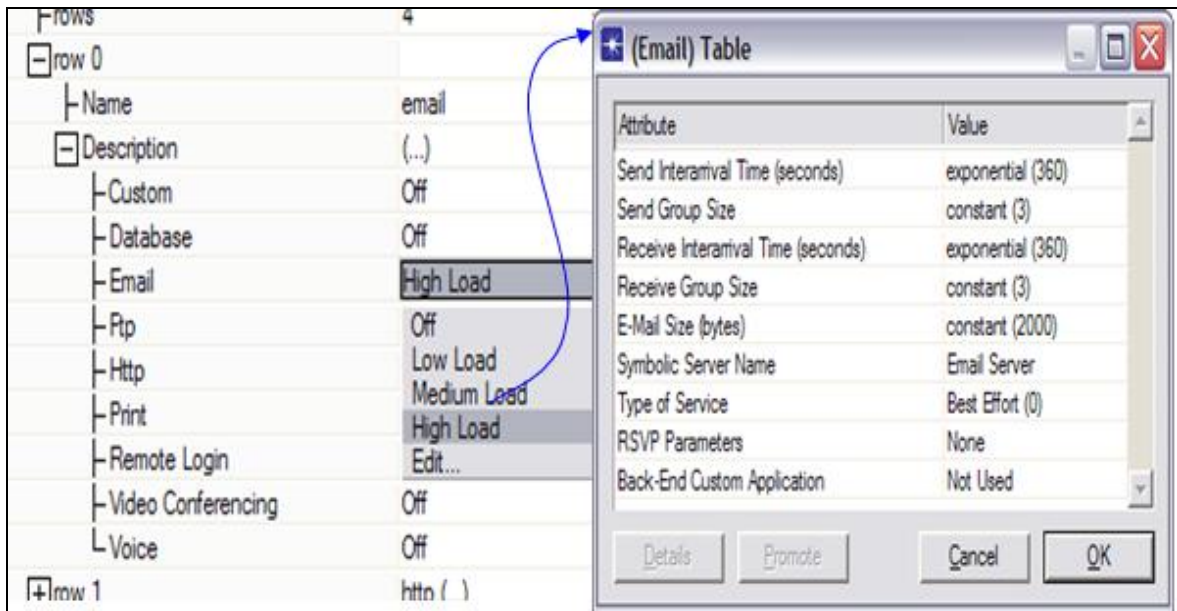 rows 4
row 0
Name email
Description (...)
Custom Off
Database Off
Email High Load
Ftp Off
Low Load
Http Medium Load
Print High Load
Remote Login Edit...
Video Conferencing Off
Voice Off
row 1 http (...)
(Email) Table
Attribute Value
Send Interarrival Time (seconds) exponential (360)
Send Group Size constant (3)
Receive Interarrival Time (seconds) exponential (360)
Receive Group Size constant (3)
E-Mail Size (bytes) constant (2000)
Symbolic Server Name Email Server
Type of Service Best Effort (0)
RSVP Parameters None
Back-End Custom Application Not Used
Details Promote Cancel OK